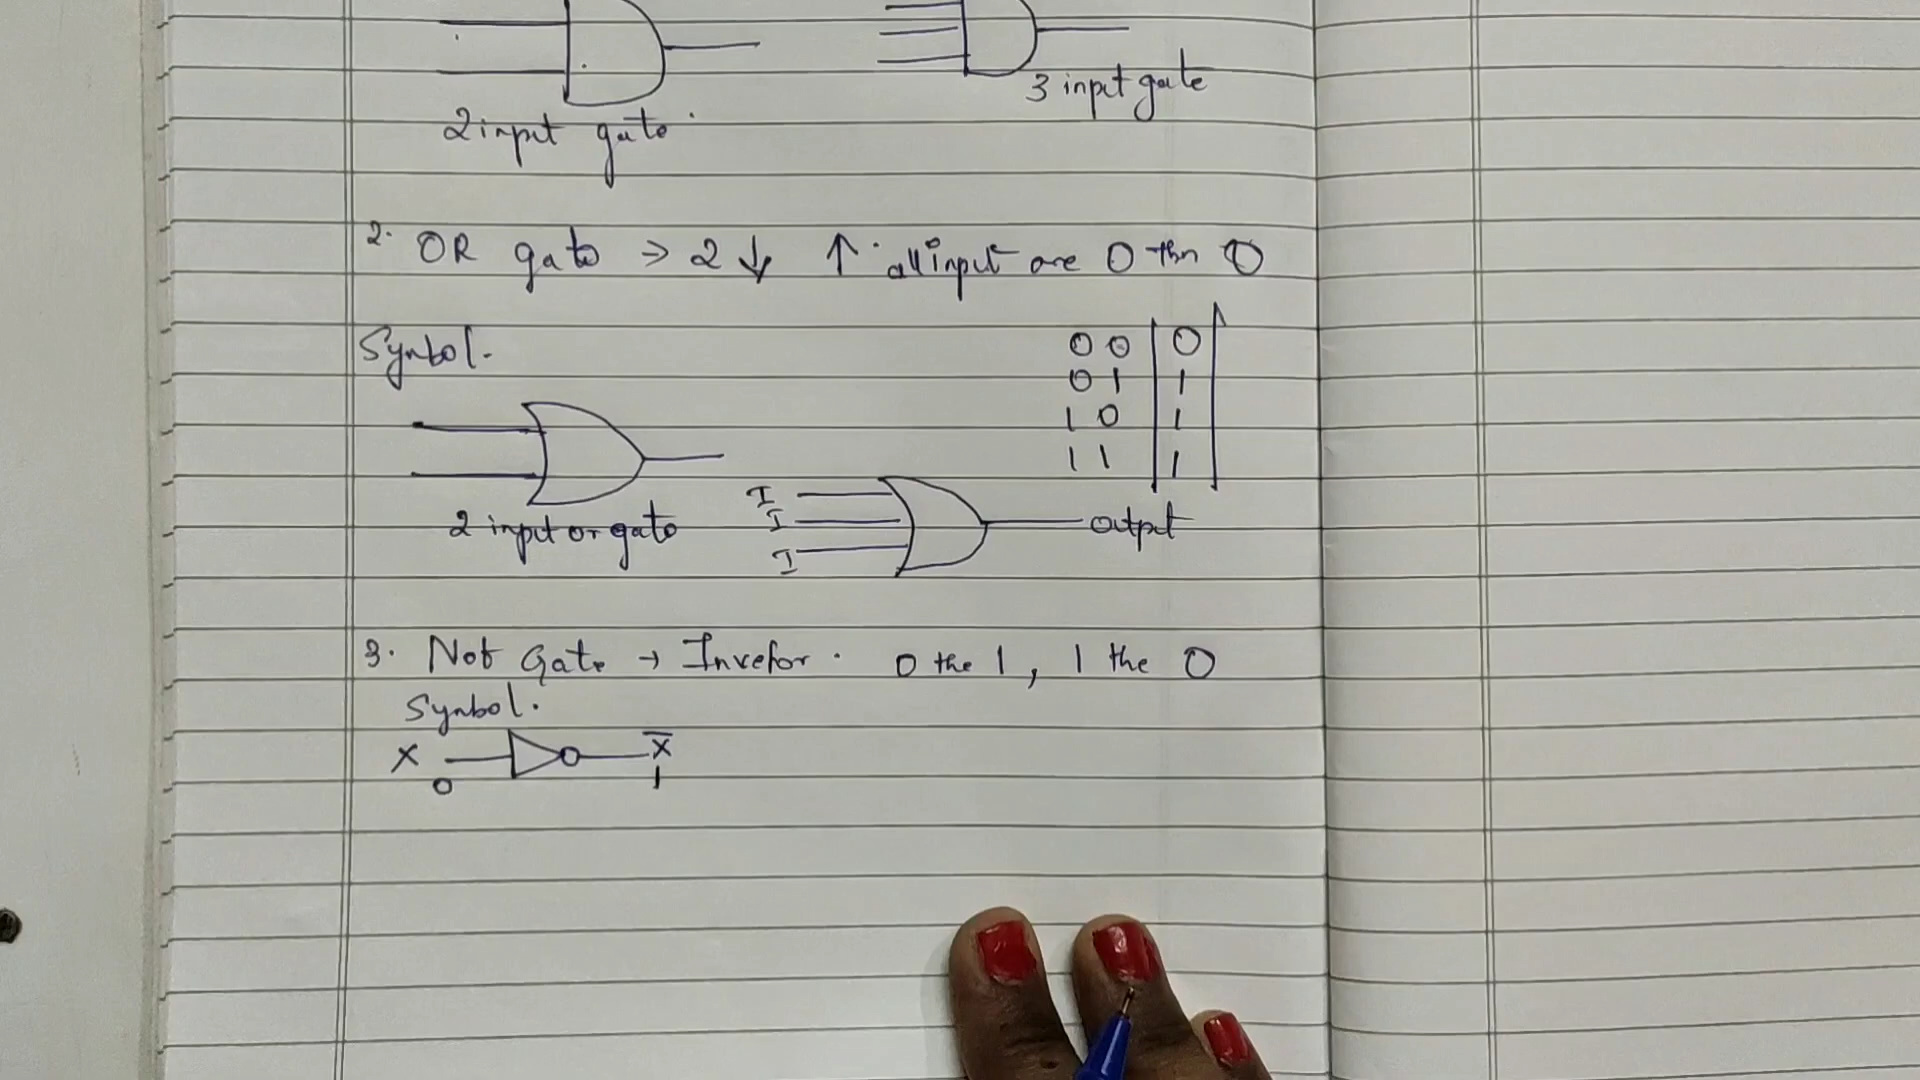 3 input gate
2 input gate
2. OR gate → 2 ↓ ↑ all input are 0 then 0
Symbol.
0 0 | 0
0 1 | 1
1 0 | 1
1 1 | 1
2 input or gate
I
I
I
output
3. Not Gate → Invefor. 0 the 1, 1 the 0
Symbol.
X X̅
0 1